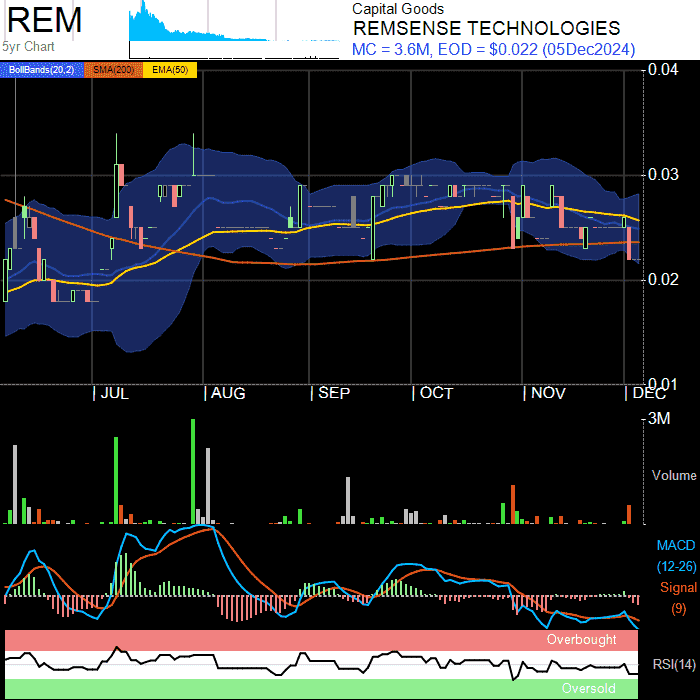 REM
5yr Chart
Capital Goods
REMSENSE TECHNOLOGIES
MC = 3.6M, EOD = $0.022 (05Dec2024)
BollBands(20,2) SMA(200) EMA(50)
0.04
0.03
0.02
0.01
| JUL | AUG | SEP | OCT | NOV | DEC
3M
Volume
MACD
(12-26)
Signal
(9)
Overbought
RSI(14)
Oversold